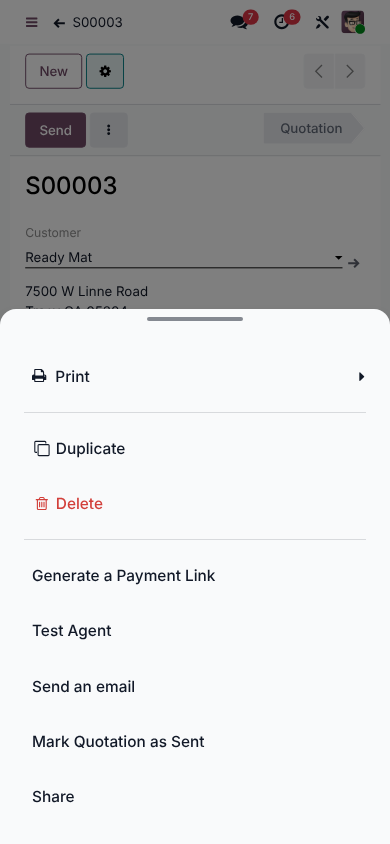 S00003
7
6
New
Send
Quotation
S00003
Customer
Ready Mat
7500 W Linne Road
Print
Duplicate
Delete
Generate a Payment Link
Test Agent
Send an email
Mark Quotation as Sent
Share